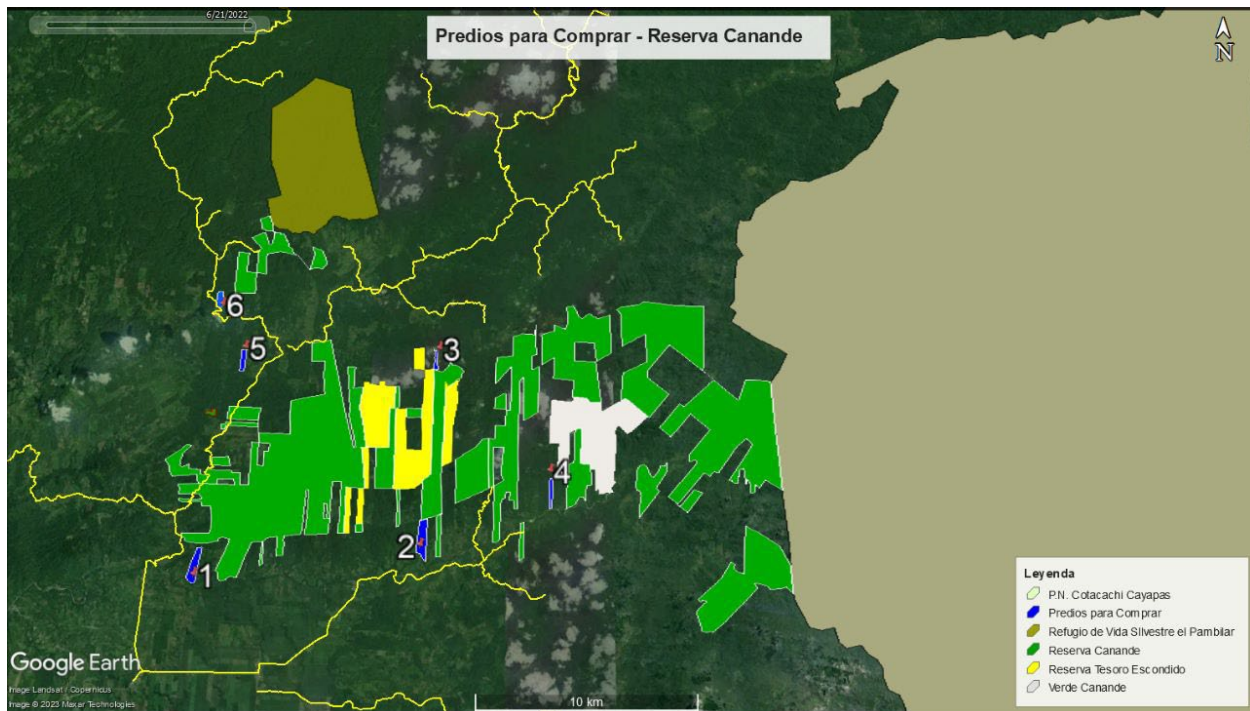 6/21/2022
Predios para Comprar - Reserva Canande
N
6
5
3
4
2
1
Leyenda
P.N. Cotacachi Cayapas
Predios para Comprar
Refugio de Vida Silvestre el Pambilar
Reserva Canande
Reserva Tesoro Escondido
Verde Canande
Google Earth
Image Landsat / Copernicus
Image © 2023 Maxar Technologies
10 km